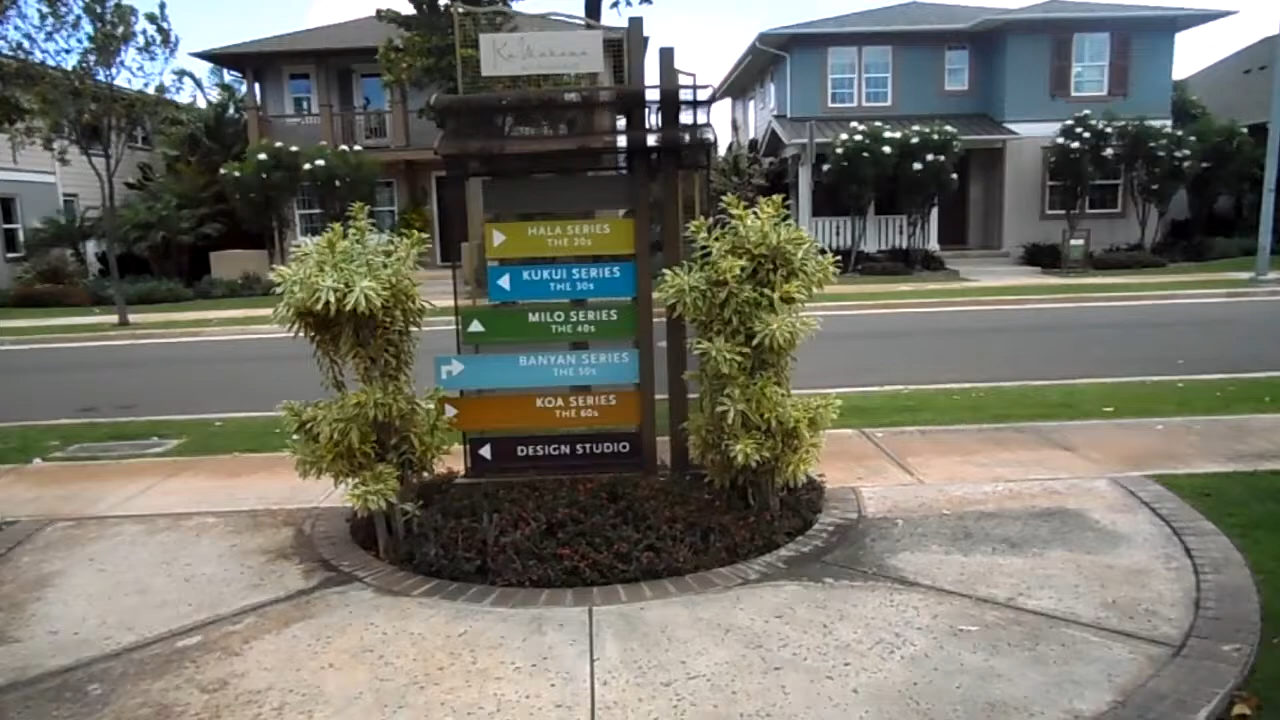 HALA SERIES
THE 20s
KUKUI SERIES
THE 30s
MILO SERIES
THE 40s
BANYAN SERIES
THE 50s
KOA SERIES
THE 60s
DESIGN STUDIO